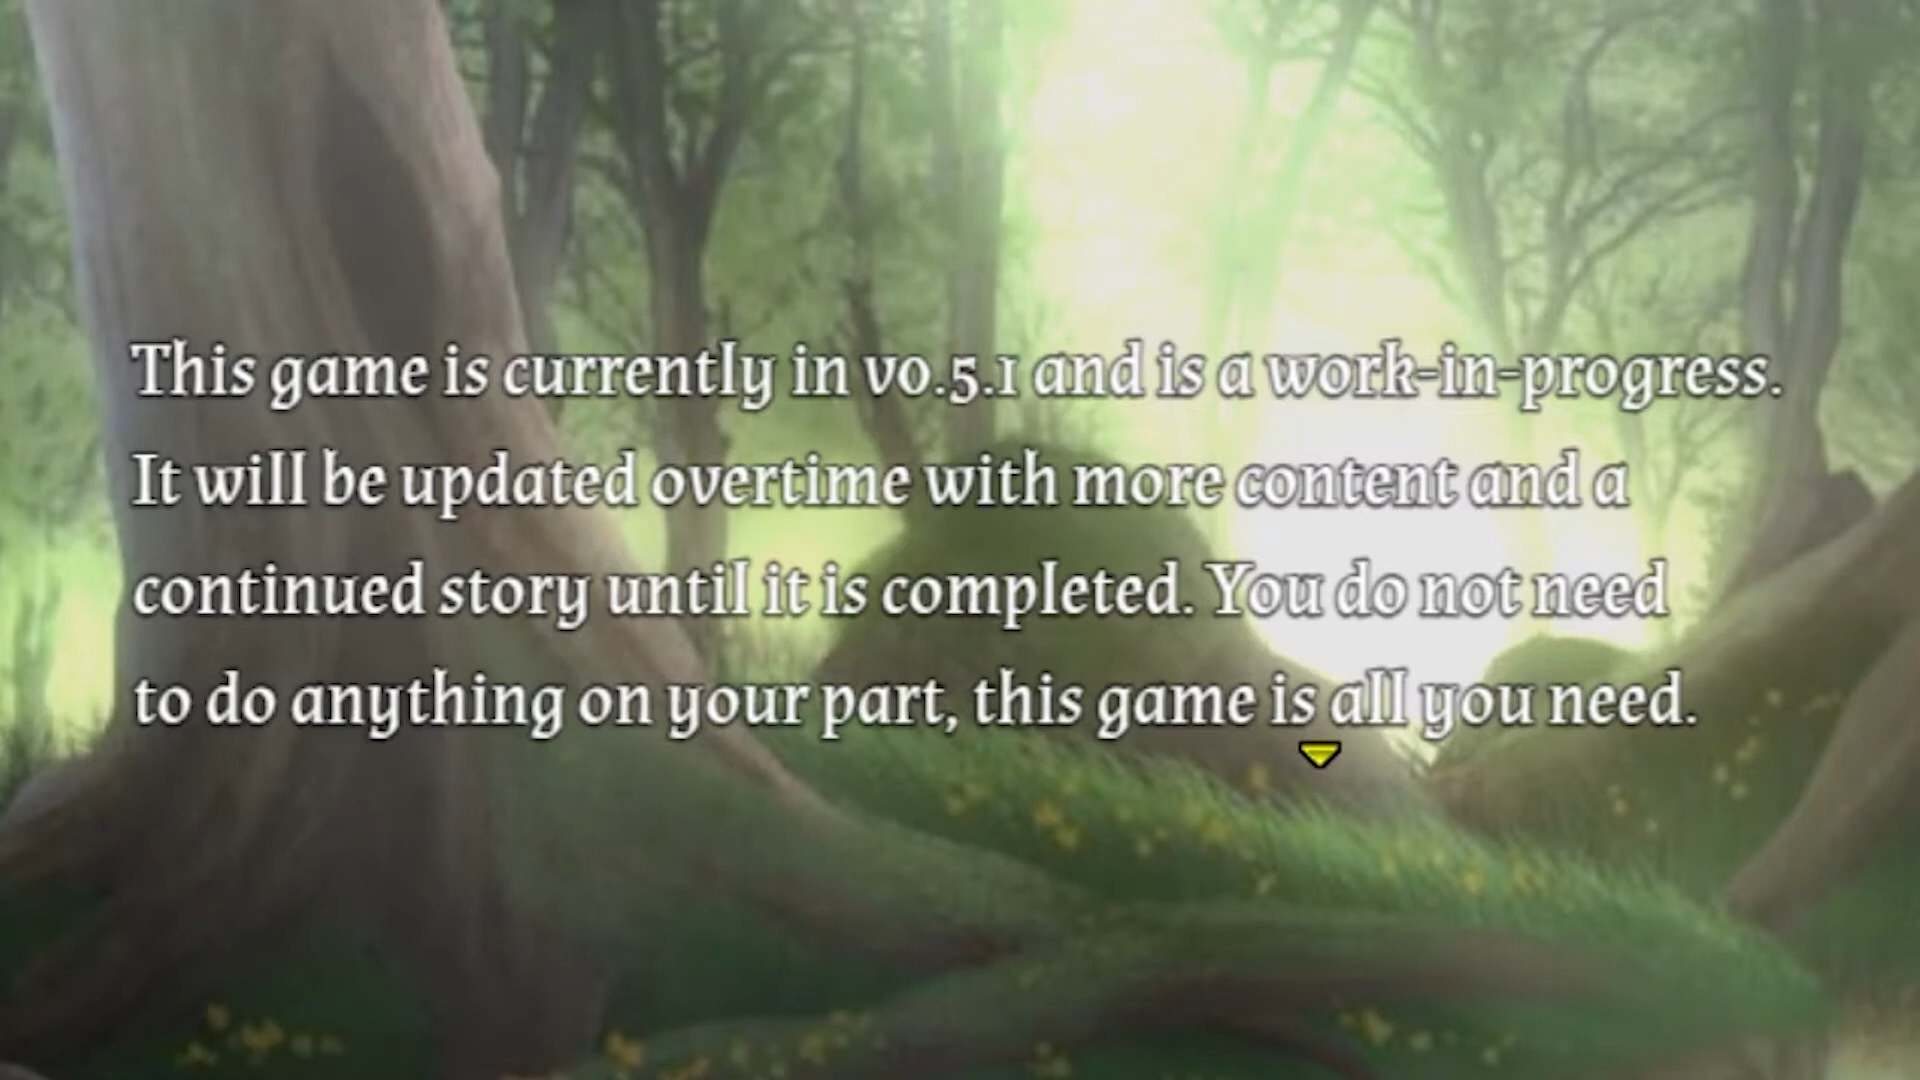 This game is currently in v0.5.1 and is a work-in-progress.
It will be updated overtime with more content and a
continued story until it is completed. You do not need
to do anything on your part, this game is all you need.